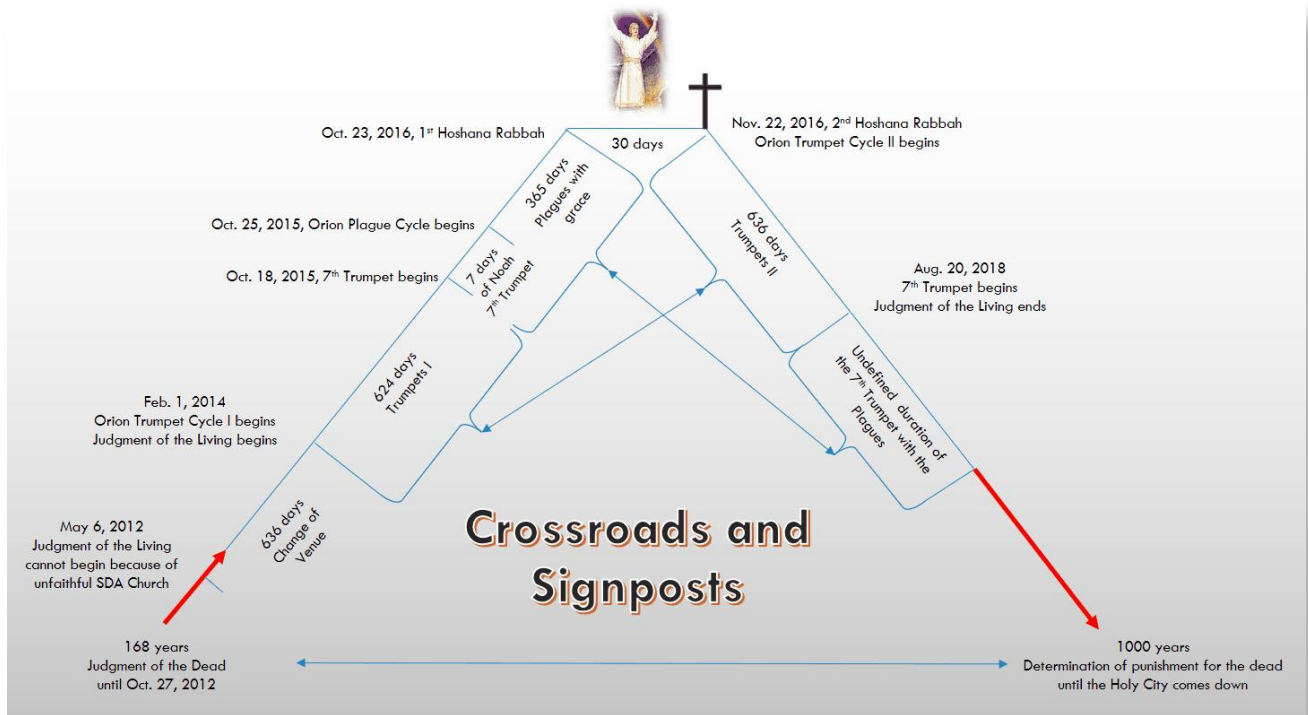 Oct. 23, 2016, 1st Hoshana Rabbah
30 days
Nov. 22, 2016, 2nd Hoshana Rabbah
Orion Trumpet Cycle II begins
365 days
Plagues with
grace
Oct. 25, 2015, Orion Plague Cycle begins
7 days
of Noah
7th Trumpet
Oct. 18, 2015, 7th Trumpet begins
636 days
Trumpets II
Aug. 20, 2018
7th Trumpet begins
Judgment of the Living ends
624 days
Trumpets I
Undefined duration of
the 7th Trumpet with the
Plagues
Feb. 1, 2014
Orion Trumpet Cycle I begins
Judgment of the Living begins
636 days
Change of
Venue
May 6, 2012
Judgment of the Living
cannot begin because of
unfaithful SDA Church
Crossroads and
Signposts
168 years
Judgment of the Dead
until Oct. 27, 2012
1000 years
Determination of punishment for the dead
until the Holy City comes down